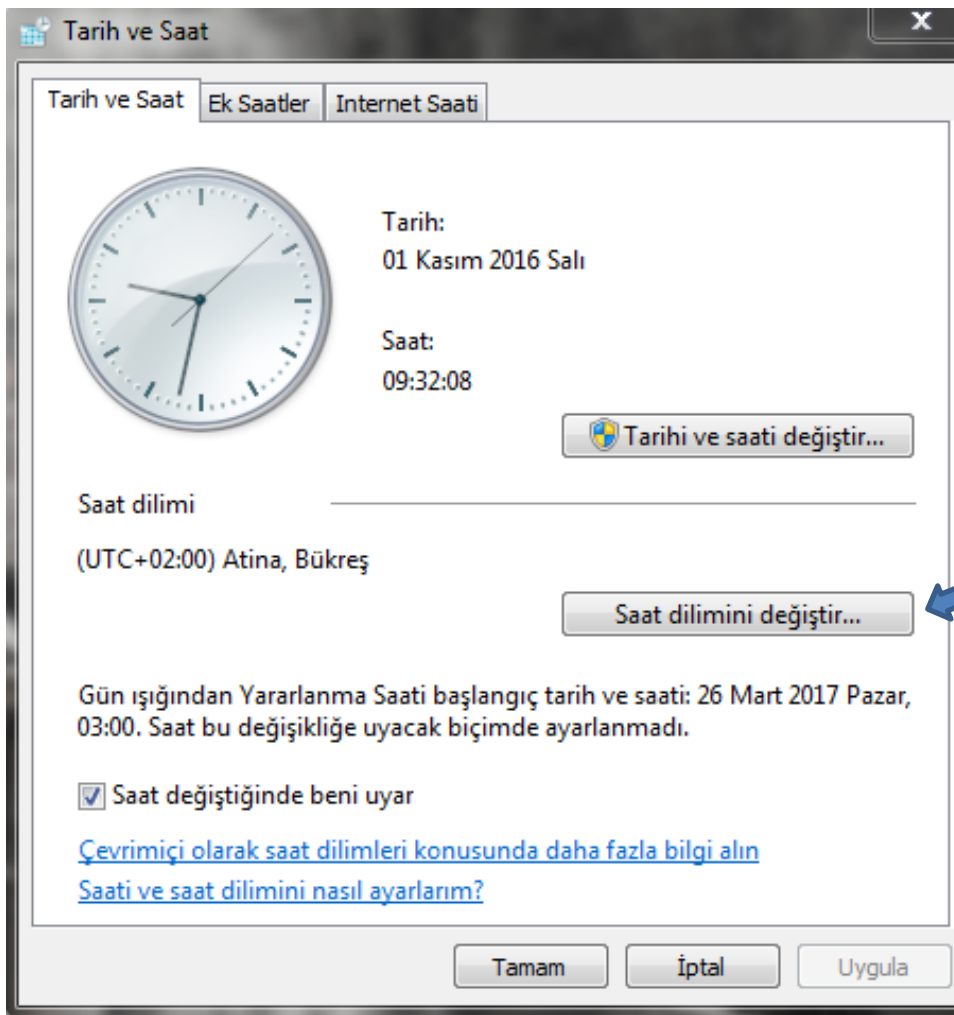 Tarih ve Saat
X
Tarih ve Saat
Ek Saatler
Internet Saati
Tarih:
01 Kasım 2016 Salı
Saat:
09:32:08
Tarihi ve saati değiştir...
Saat dilimi
(UTC+02:00) Atina, Bükreş
Saat dilimini değiştir...
Gün ışığından Yararlanma Saati başlangıç tarih ve saati: 26 Mart 2017 Pazar,
03:00. Saat bu değişikliğe uyacak biçimde ayarlanmadı.
Saat değiştiğinde beni uyar
Çevrimiçi olarak saat dilimleri konusunda daha fazla bilgi alın
Saati ve saat dilimini nasıl ayarlarım?
Tamam
İptal
Uygula